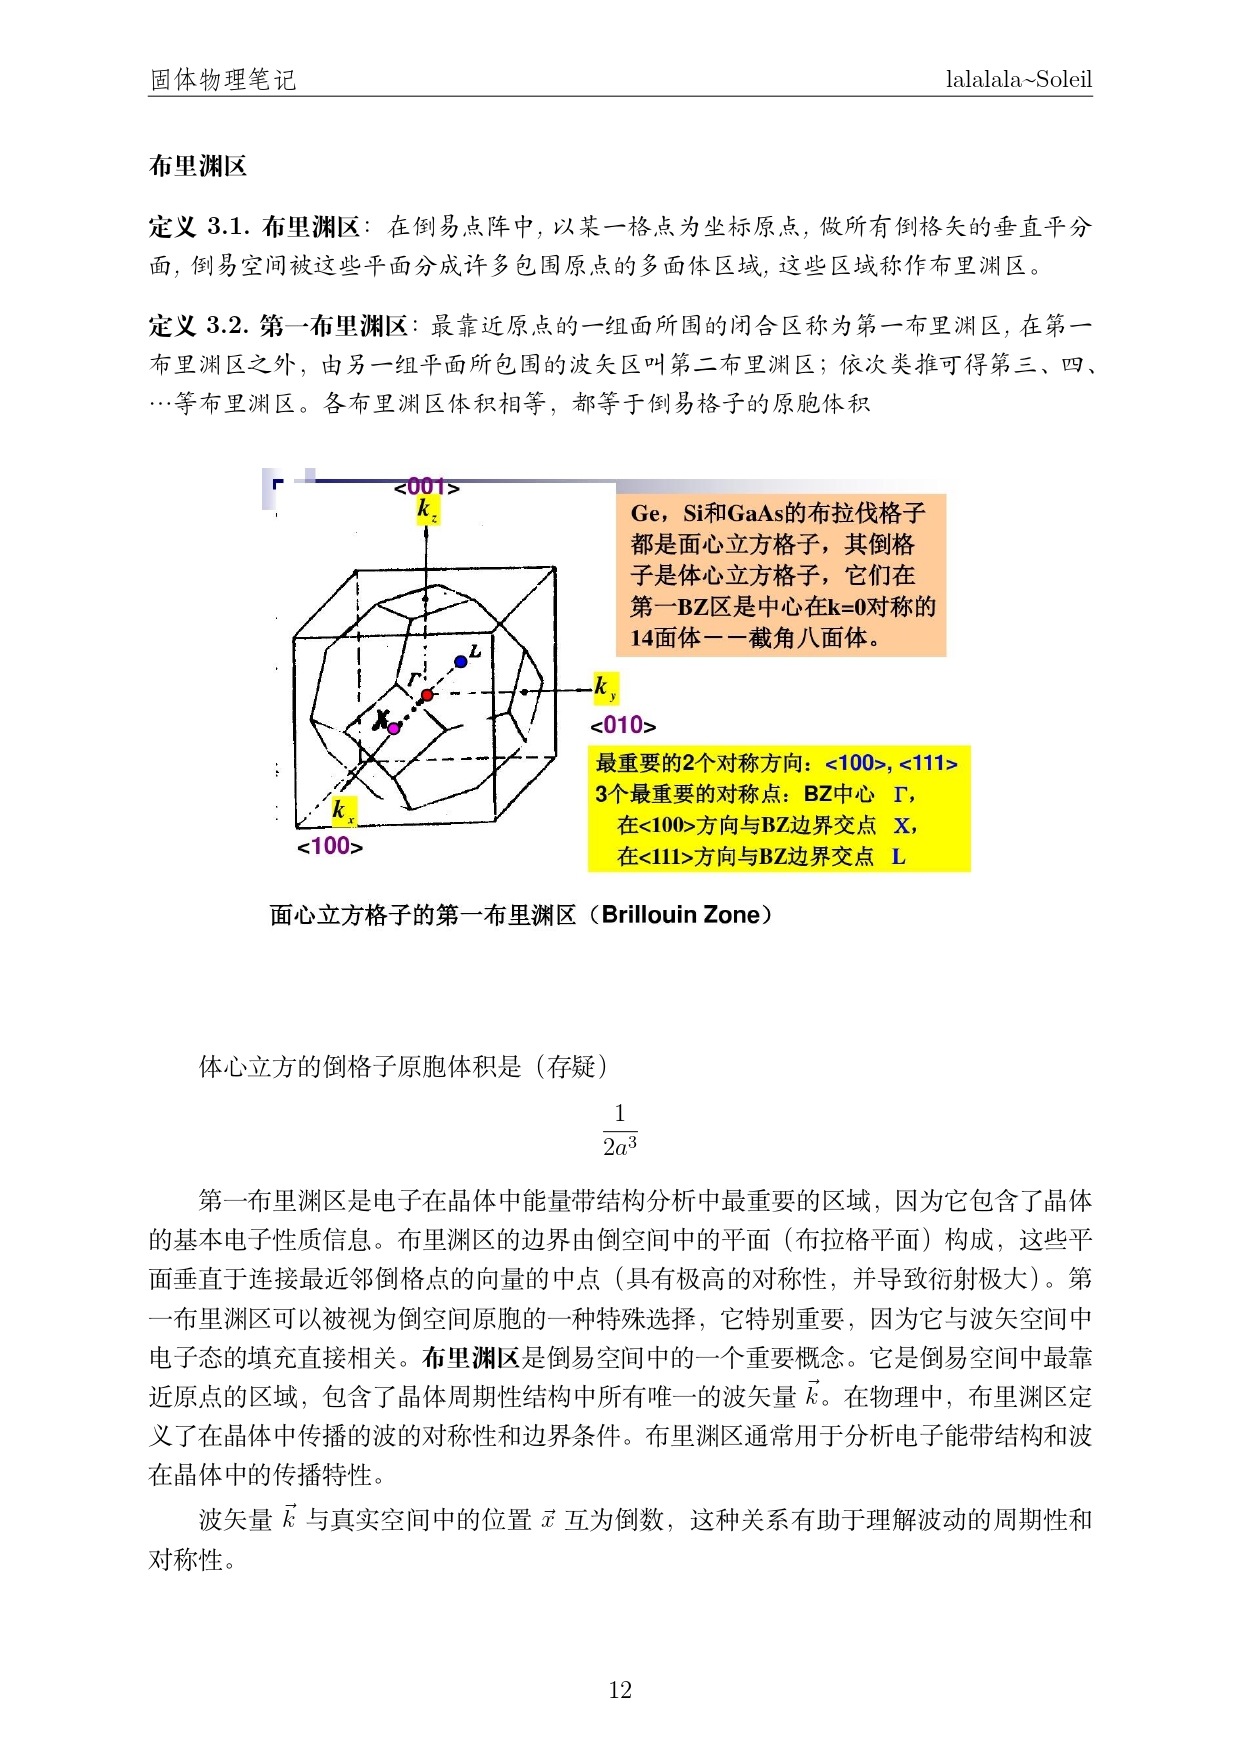 固体物理笔记 lalalala~Soleil
布里渊区
定义 3.1. 布里渊区：在倒易点阵中, 以某一格点为坐标原点, 做所有倒格矢的垂直平分
面, 倒易空间被这些平面分成许多包围原点的多面体区域, 这些区域称作布里渊区。
定义 3.2. 第一布里渊区：最靠近原点的一组面所围的闭合区称为第一布里渊区, 在第一
布里渊区之外，由另一组平面所包围的波矢区叫第二布里渊区；依次类推可得第三、四、
…等布里渊区。各布里渊区体积相等，都等于倒易格子的原胞体积
<001>
k_z
Ge，Si和GaAs的布拉伐格子
都是面心立方格子，其倒格
子是体心立方格子，它们在
第一BZ区是中心在k=0对称的
14面体－－截角八面体。
L
Γ
k_y
X
<010>
最重要的2个对称方向：<100>, <111>
3个最重要的对称点：BZ中心 Γ，
在<100>方向与BZ边界交点 X，
在<111>方向与BZ边界交点 L
k_x
<100>
面心立方格子的第一布里渊区（Brillouin Zone）
体心立方的倒格子原胞体积是（存疑）
1
2a³
第一布里渊区是电子在晶体中能量带结构分析中最重要的区域，因为它包含了晶体
的基本电子性质信息。布里渊区的边界由倒空间中的平面（布拉格平面）构成，这些平
面垂直于连接最近邻倒格点的向量的中点（具有极高的对称性，并导致衍射极大）。第
一布里渊区可以被视为倒空间原胞的一种特殊选择，它特别重要，因为它与波矢空间中
电子态的填充直接相关。布里渊区是倒易空间中的一个重要概念。它是倒易空间中最靠
近原点的区域，包含了晶体周期性结构中所有唯一的波矢量 k⃗。在物理中，布里渊区定
义了在晶体中传播的波的对称性和边界条件。布里渊区通常用于分析电子能带结构和波
在晶体中的传播特性。
波矢量 k⃗ 与真实空间中的位置 x⃗ 互为倒数，这种关系有助于理解波动的周期性和
对称性。
12